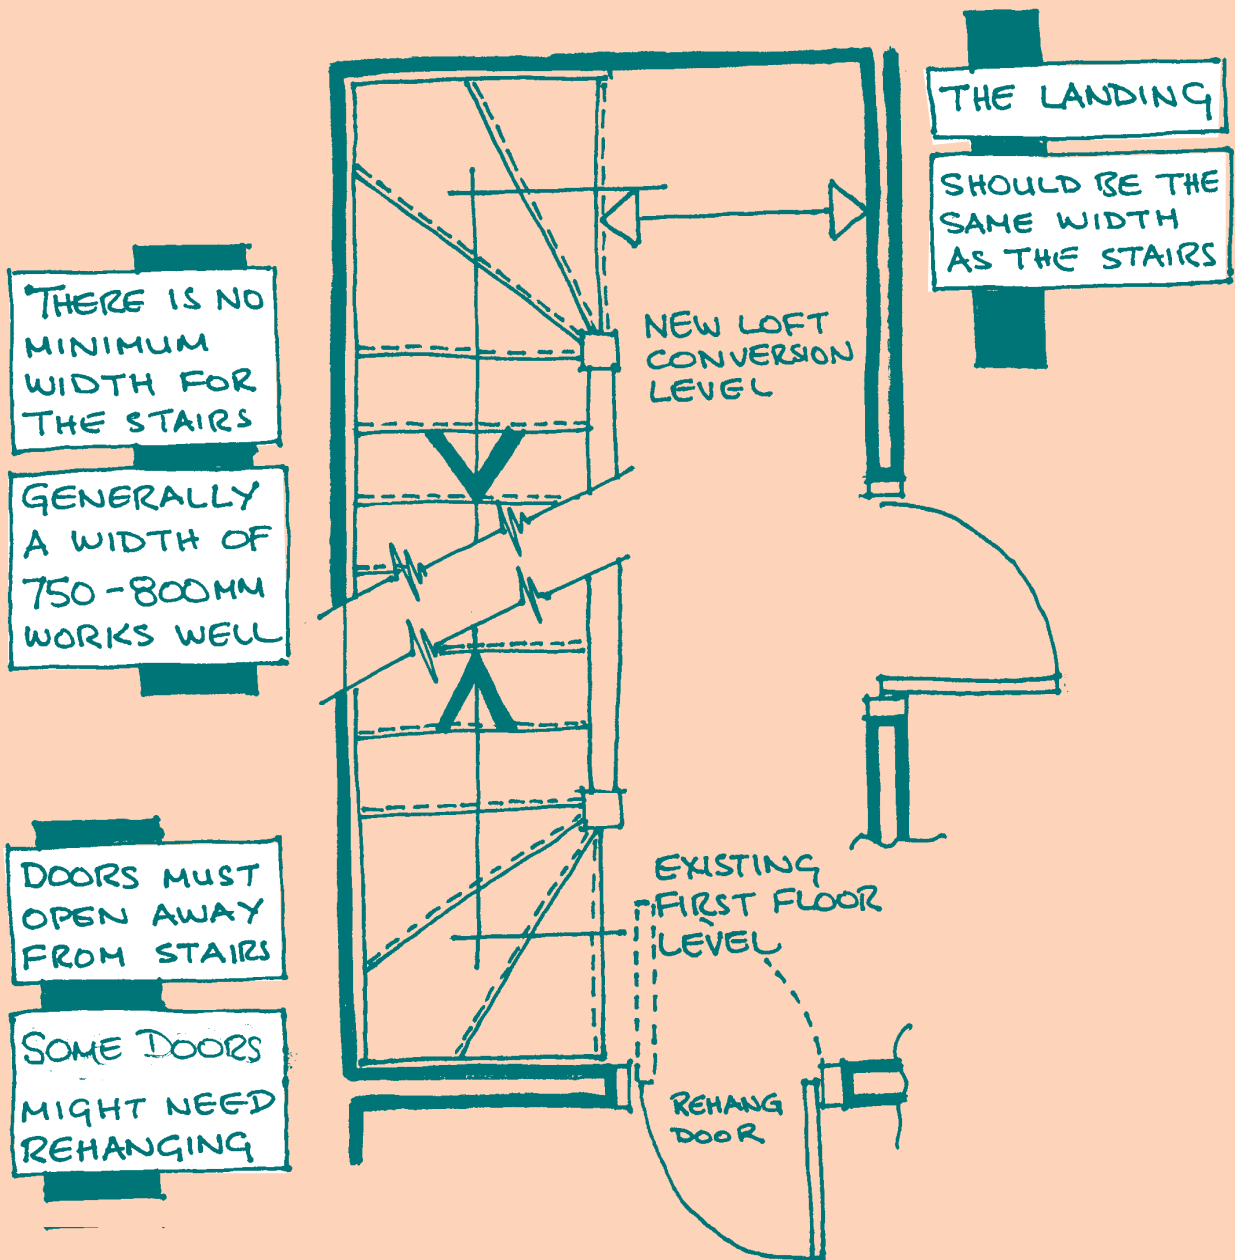 THE LANDING
SHOULD BE THE
SAME WIDTH
AS THE STAIRS
THERE IS NO
MINIMUM
WIDTH FOR
THE STAIRS
GENERALLY
A WIDTH OF
750-800MM
WORKS WELL
NEW LOFT
CONVERSION
LEVEL
DOORS MUST
OPEN AWAY
FROM STAIRS
SOME DOORS
MIGHT NEED
REHANGING
EXISTING
FIRST FLOOR
LEVEL
REHANG
DOOR